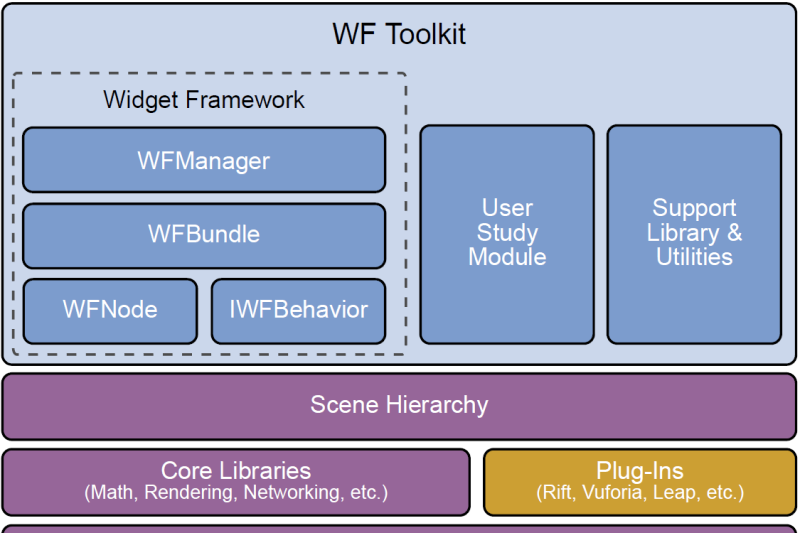 WF Toolkit
Widget Framework
WFManager
WFBundle
WFNode
IWFBehavior
User
Study
Module
Support
Library &
Utilities
Scene Hierarchy
Core Libraries
(Math, Rendering, Networking, etc.)
Plug-Ins
(Rift, Vuforia, Leap, etc.)